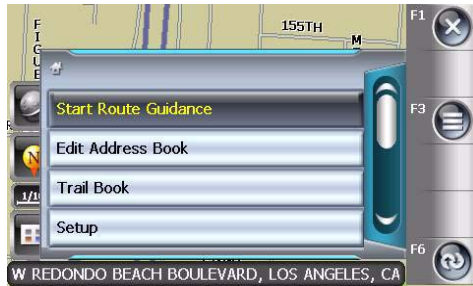 155TH
F1
FIGUE
M
Start Route Guidance
F3
Edit Address Book
N
Trail Book
Setup
F6
W REDONDO BEACH BOULEVARD, LOS ANGELES, CA